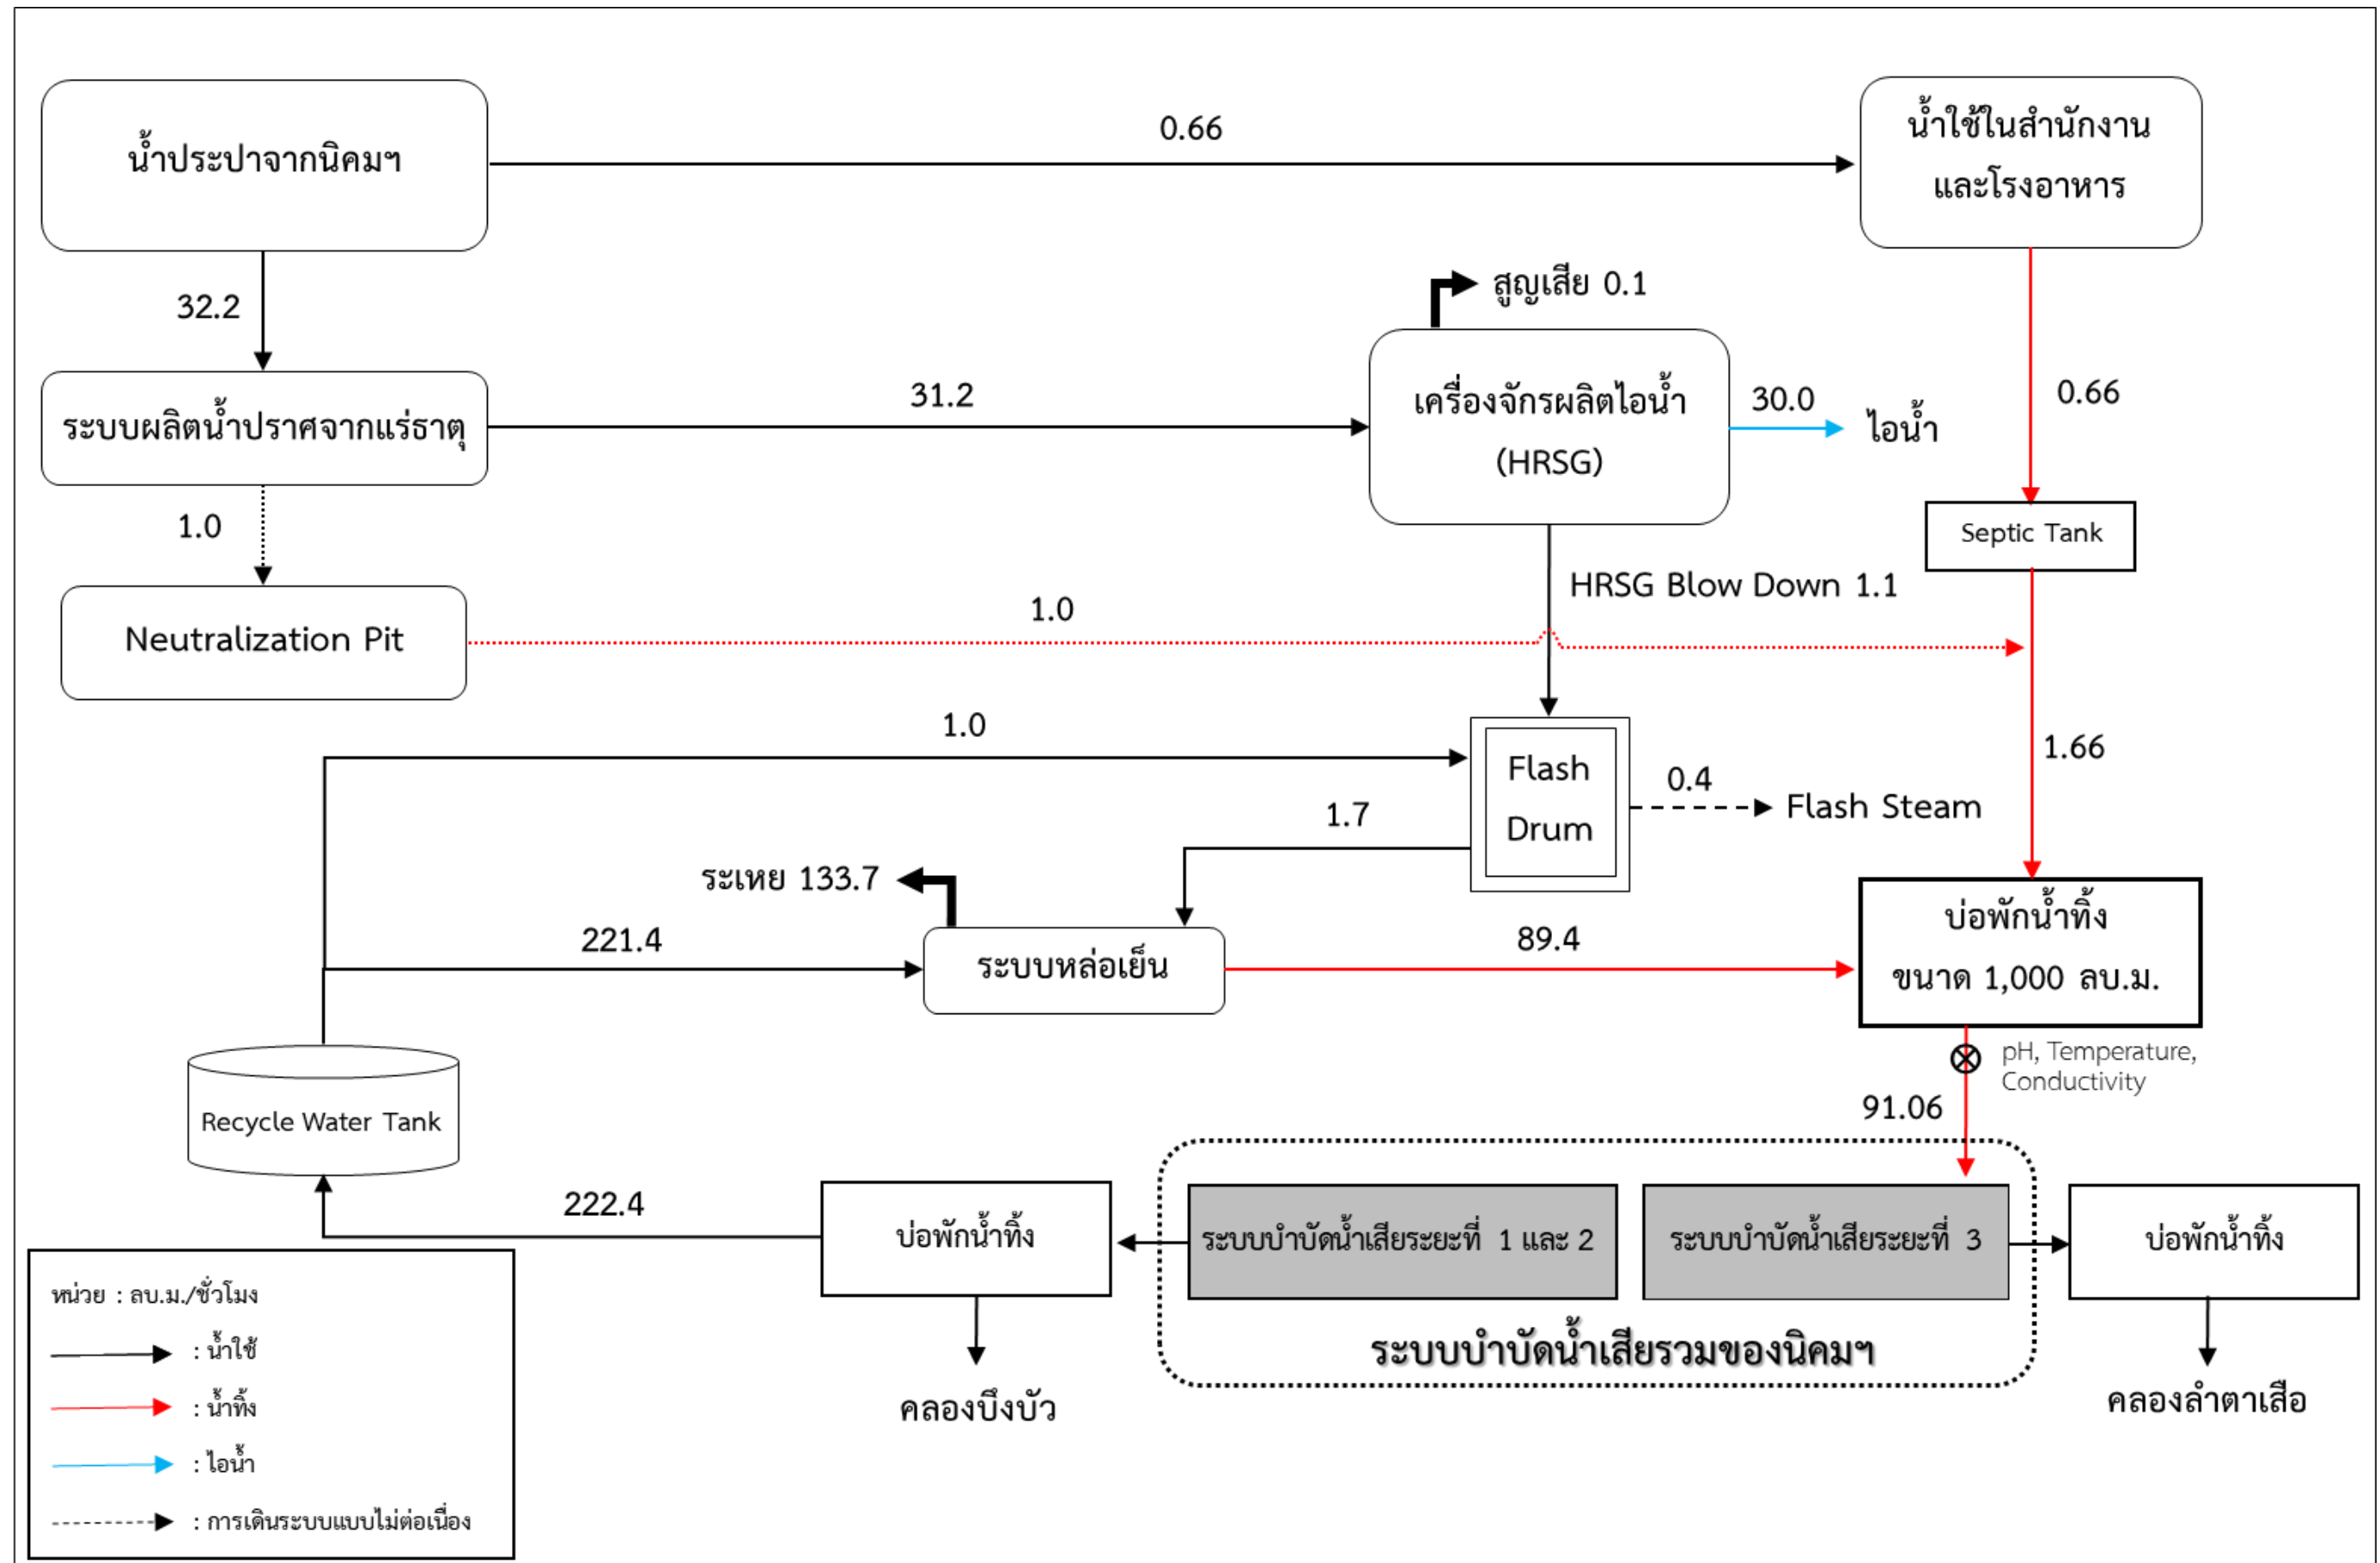 น้ำประปาจากนิคมฯ
0.66
น้ำใช้ในสำนักงาน
และโรงอาหาร
32.2
สูญเสีย 0.1
ระบบผลิตน้ำปราศจากแร่ธาตุ
31.2
เครื่องจักรผลิตไอน้ำ
(HRSG)
30.0
ไอน้ำ
0.66
1.0
Septic Tank
HRSG Blow Down 1.1
Neutralization Pit
1.0
1.0
1.66
Flash
Drum
0.4
Flash Steam
1.7
ระเหย 133.7
221.4
ระบบหล่อเย็น
89.4
บ่อพักน้ำทิ้ง
ขนาด 1,000 ลบ.ม.
pH, Temperature,
Conductivity
91.06
Recycle Water Tank
222.4
บ่อพักน้ำทิ้ง
ระบบบำบัดน้ำเสียระยะที่ 1 และ 2
ระบบบำบัดน้ำเสียระยะที่ 3
บ่อพักน้ำทิ้ง
ระบบบำบัดน้ำเสียรวมของนิคมฯ
คลองบึงบัว
คลองลำตาเสือ
หน่วย : ลบ.ม./ชั่วโมง
: น้ำใช้
: น้ำทิ้ง
: ไอน้ำ
: การเดินระบบแบบไม่ต่อเนื่อง